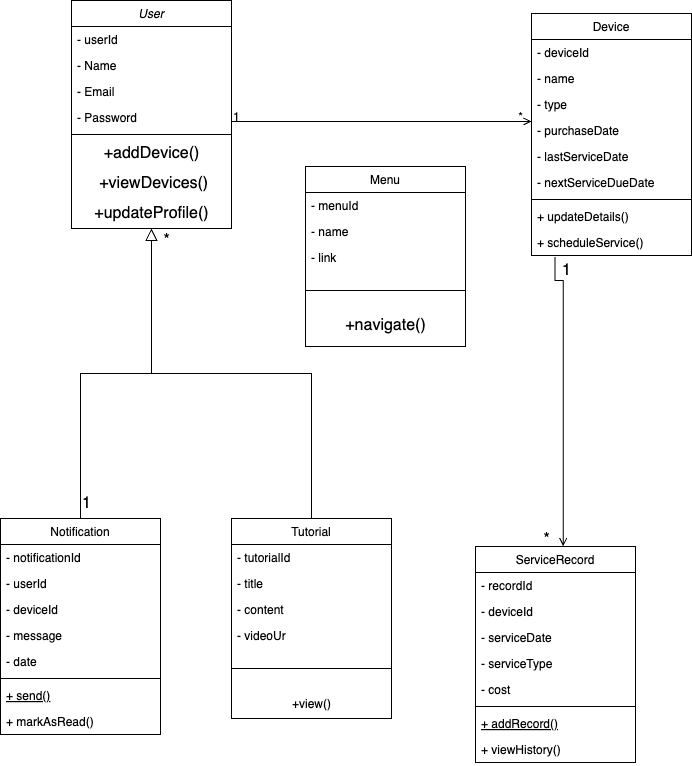 User
- userId
- Name
- Email
- Password
+addDevice()
+viewDevices()
+updateProfile()
1
*
*
Device
- deviceId
- name
- type
- purchaseDate
- lastServiceDate
- nextServiceDueDate
+ updateDetails()
+ scheduleService()
1
*
Menu
- menuId
- name
- link
+navigate()
1
Notification
- notificationId
- userId
- deviceId
- message
- date
+ send()
+ markAsRead()
Tutorial
- tutorialId
- title
- content
- videoUr
+view()
ServiceRecord
- recordId
- deviceId
- serviceDate
- serviceType
- cost
+ addRecord()
+ viewHistory()